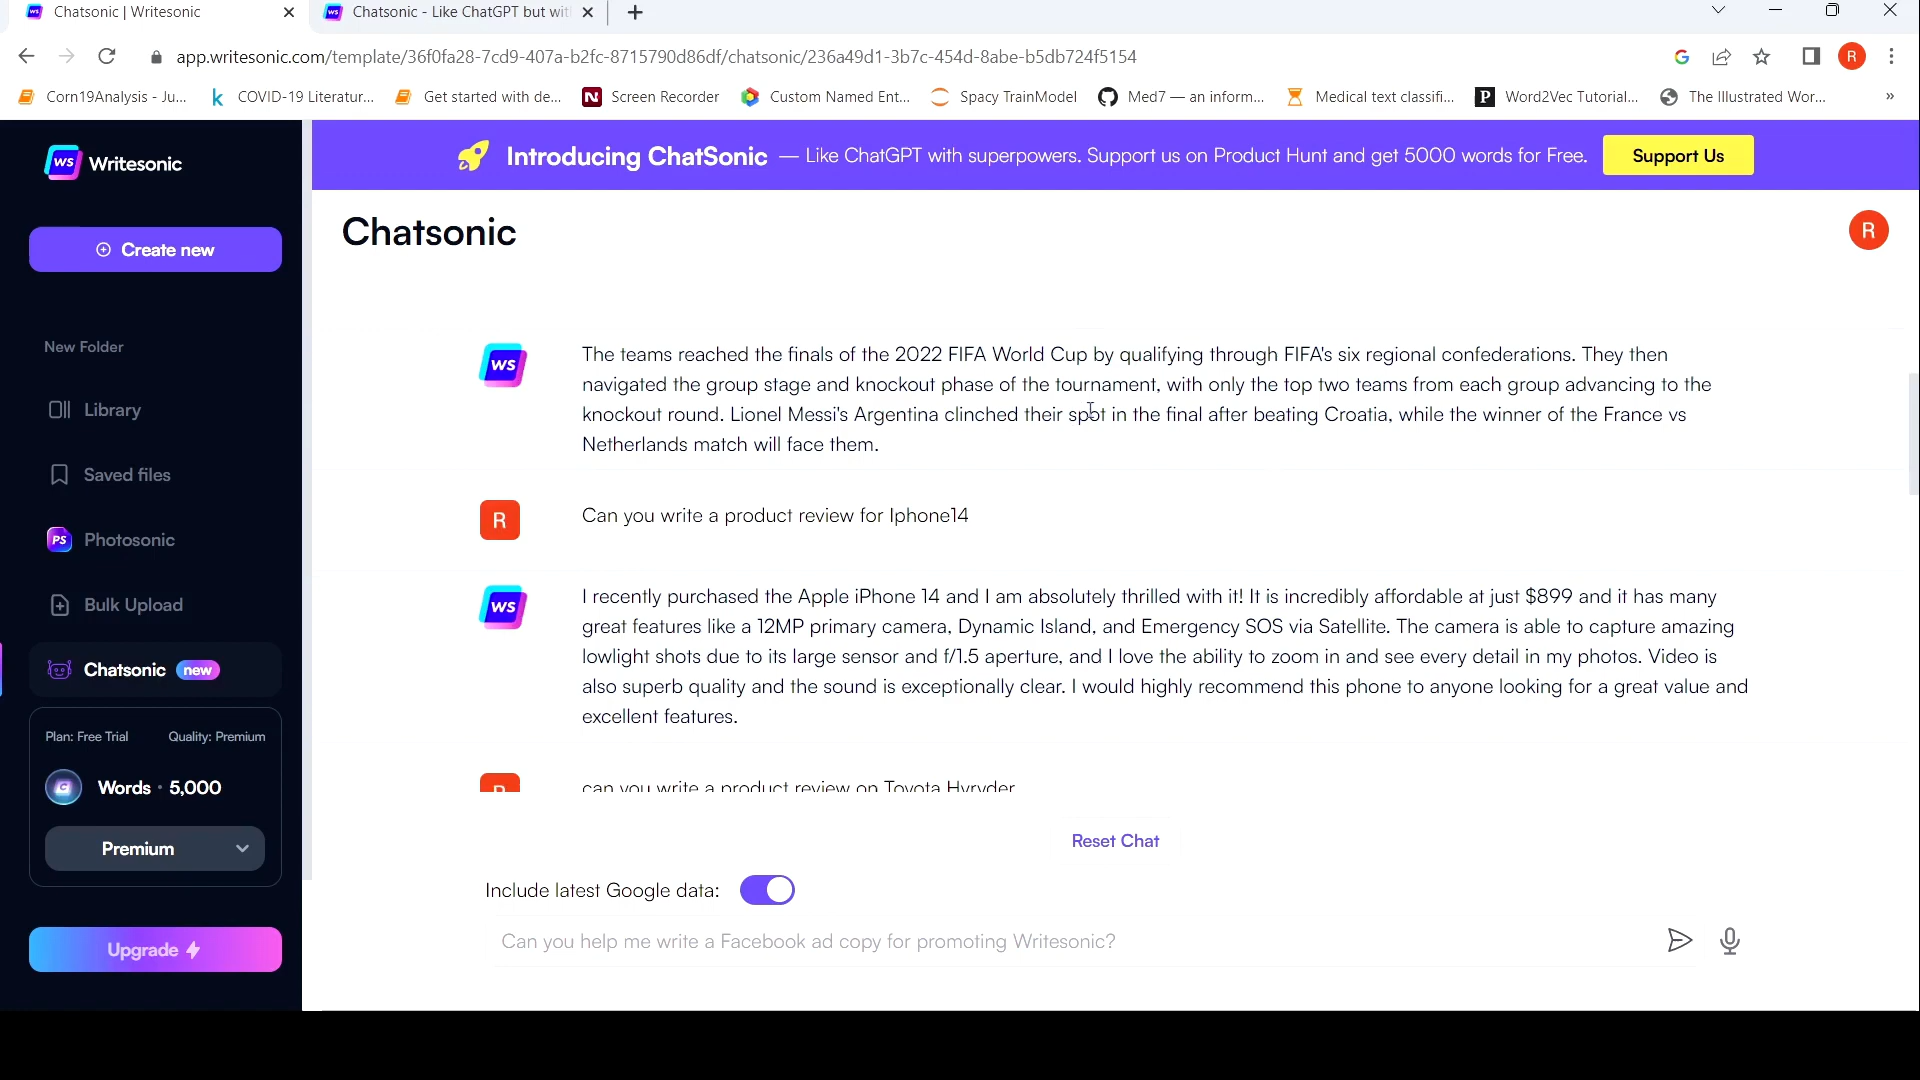 Chatsonic | Writesonic
Chatsonic - Like ChatGPT but wit
app.writesonic.com/template/36f0fa28-7cd9-407a-b2fc-8715790d86df/chatsonic/236a49d1-3b7c-454d-8abe-b5db724f5154
R
Corn19Analysis - Ju...
COVID-19 Literatur...
Get started with de...
Screen Recorder
Custom Named Ent...
Spacy TrainModel
Med7 — an inform...
Medical text classifi...
Word2Vec Tutorial...
The Illustrated Wor...
WS Writesonic
Introducing ChatSonic — Like ChatGPT with superpowers. Support us on Product Hunt and get 5000 words for Free.
Support Us
Create new
Chatsonic
R
New Folder
Library
Saved files
PS Photosonic
Bulk Upload
Chatsonic new
Plan: Free Trial Quality: Premium
Words · 5,000
Premium
Upgrade
WS
The teams reached the finals of the 2022 FIFA World Cup by qualifying through FIFA's six regional confederations. They then
navigated the group stage and knockout phase of the tournament, with only the top two teams from each group advancing to the
knockout round. Lionel Messi's Argentina clinched their spot in the final after beating Croatia, while the winner of the France vs
Netherlands match will face them.
R
Can you write a product review for Iphone14
WS
I recently purchased the Apple iPhone 14 and I am absolutely thrilled with it! It is incredibly affordable at just $899 and it has many
great features like a 12MP primary camera, Dynamic Island, and Emergency SOS via Satellite. The camera is able to capture amazing
lowlight shots due to its large sensor and f/1.5 aperture, and I love the ability to zoom in and see every detail in my photos. Video is
also superb quality and the sound is exceptionally clear. I would highly recommend this phone to anyone looking for a great value and
excellent features.
R
can you write a product review on Toyota Hyryder
Reset Chat
Include latest Google data:
Can you help me write a Facebook ad copy for promoting Writesonic?